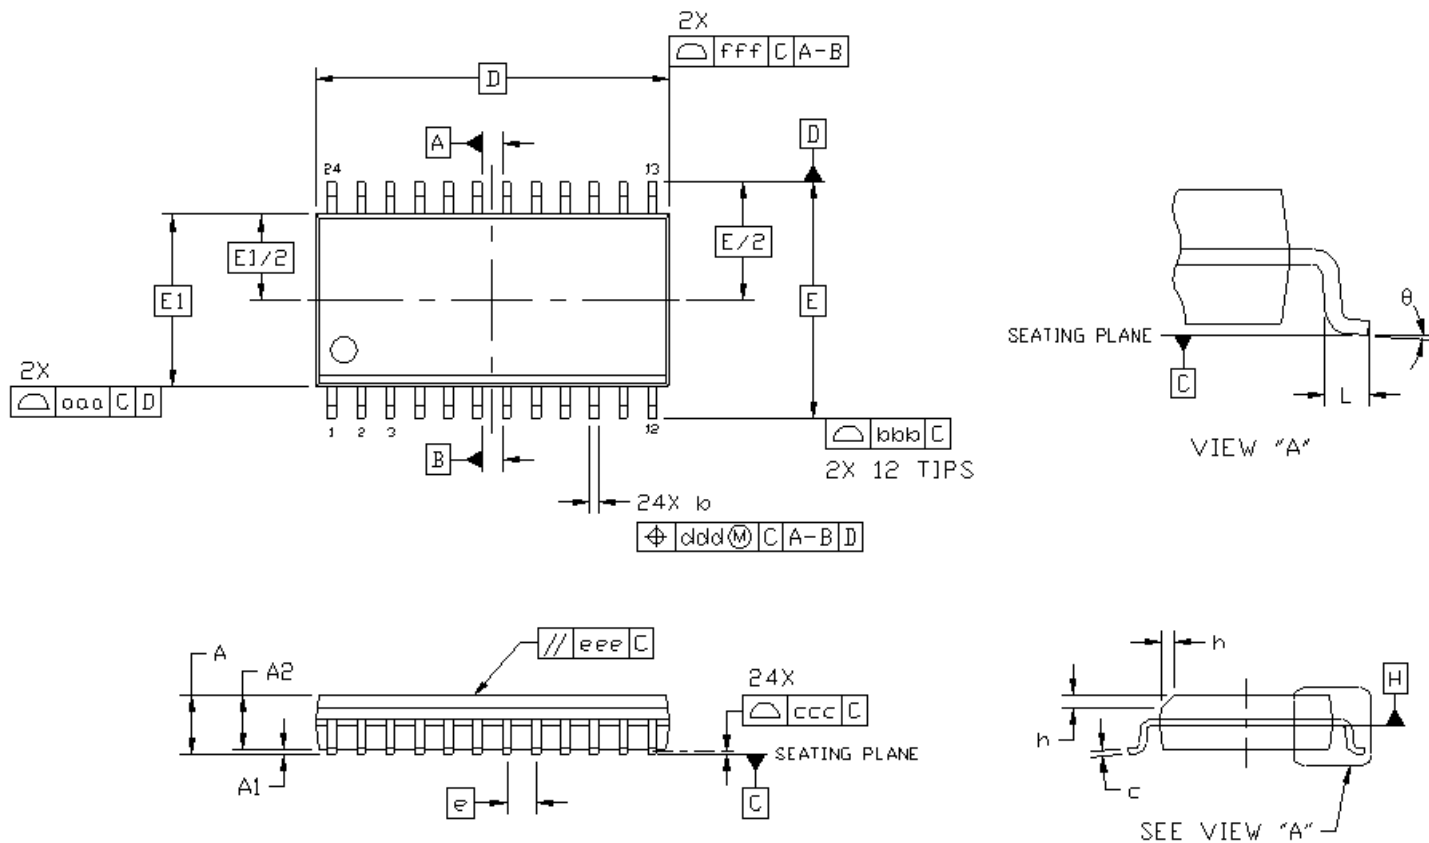 2X
fff C A-B
D
A
D
24
13
E1/2
E/2
E1
E
2X
aaa C D
1 2 3
12
B
bbb C
2X 12 TIPS
24X b
ddd Ⓜ C A-B D
θ
SEATING PLANE
C
L
VIEW "A"
// eee C
A
A2
A1
24X
ccc C
SEATING PLANE
e
C
h
H
h
c
SEE VIEW "A"